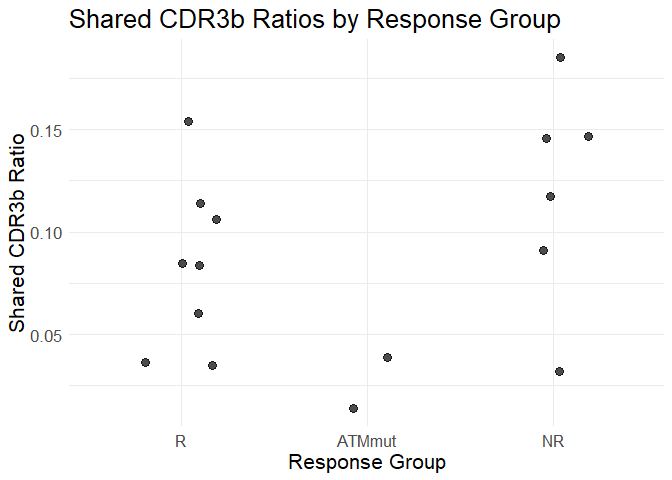 Shared CDR3b Ratios by Response Group
Shared CDR3b Ratio
0.15
0.10
0.05
R
ATMmut
NR
Response Group